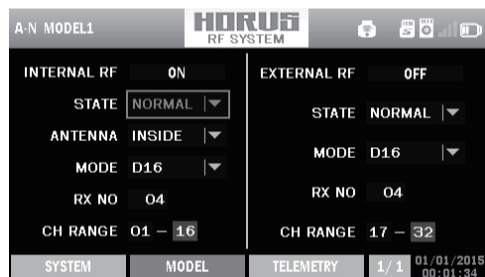 A-N MODEL1
HORUS
RF SYSTEM
INTERNAL RF ON
STATE NORMAL
ANTENNA INSIDE
MODE D16
RX NO 04
CH RANGE 01 – 16
EXTERNAL RF OFF
STATE NORMAL
MODE D16
RX NO 04
CH RANGE 17 – 32
SYSTEM MODEL TELEMETRY 1/1 01/01/2015
00:01:34